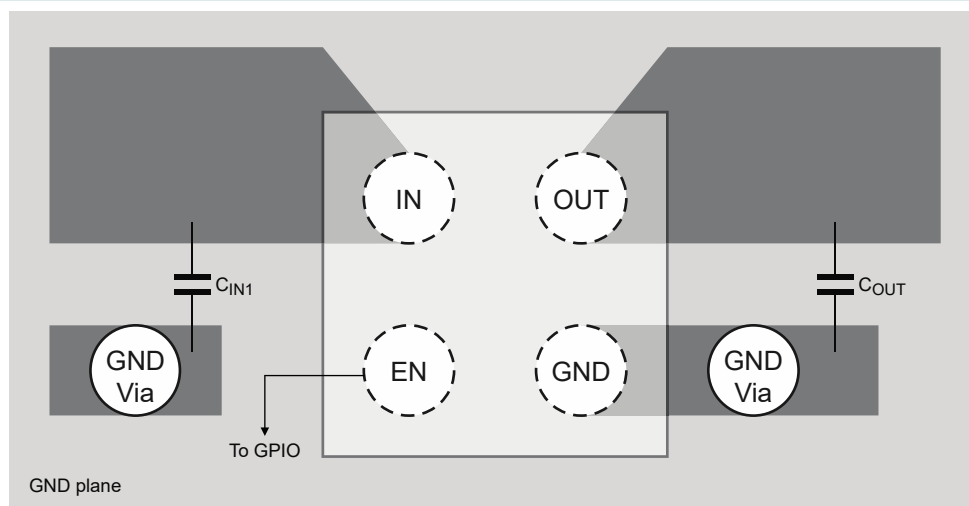 IN
OUT
CIN1
COUT
GND
Via
EN
GND
GND
Via
To GPIO
GND plane